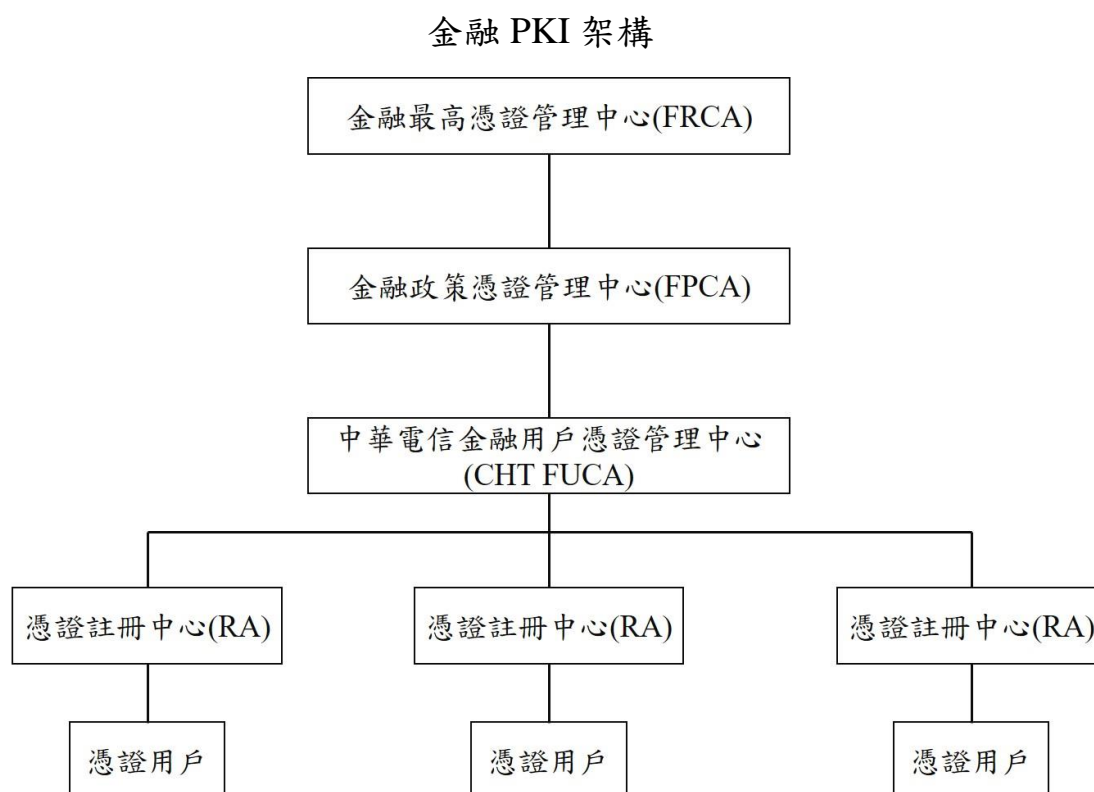 金融 PKI 架構
金融最高憑證管理中心(FRCA)
金融政策憑證管理中心(FPCA)
中華電信金融用戶憑證管理中心
(CHT FUCA)
憑證註冊中心(RA)
憑證註冊中心(RA)
憑證註冊中心(RA)
憑證用戶
憑證用戶
憑證用戶